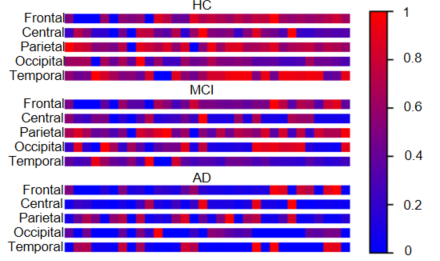 HC
Frontal
Central
Parietal
Occipital
Temporal
MCI
Frontal
Central
Parietal
Occipital
Temporal
AD
Frontal
Central
Parietal
Occipital
Temporal
1
0.8
0.6
0.4
0.2
0